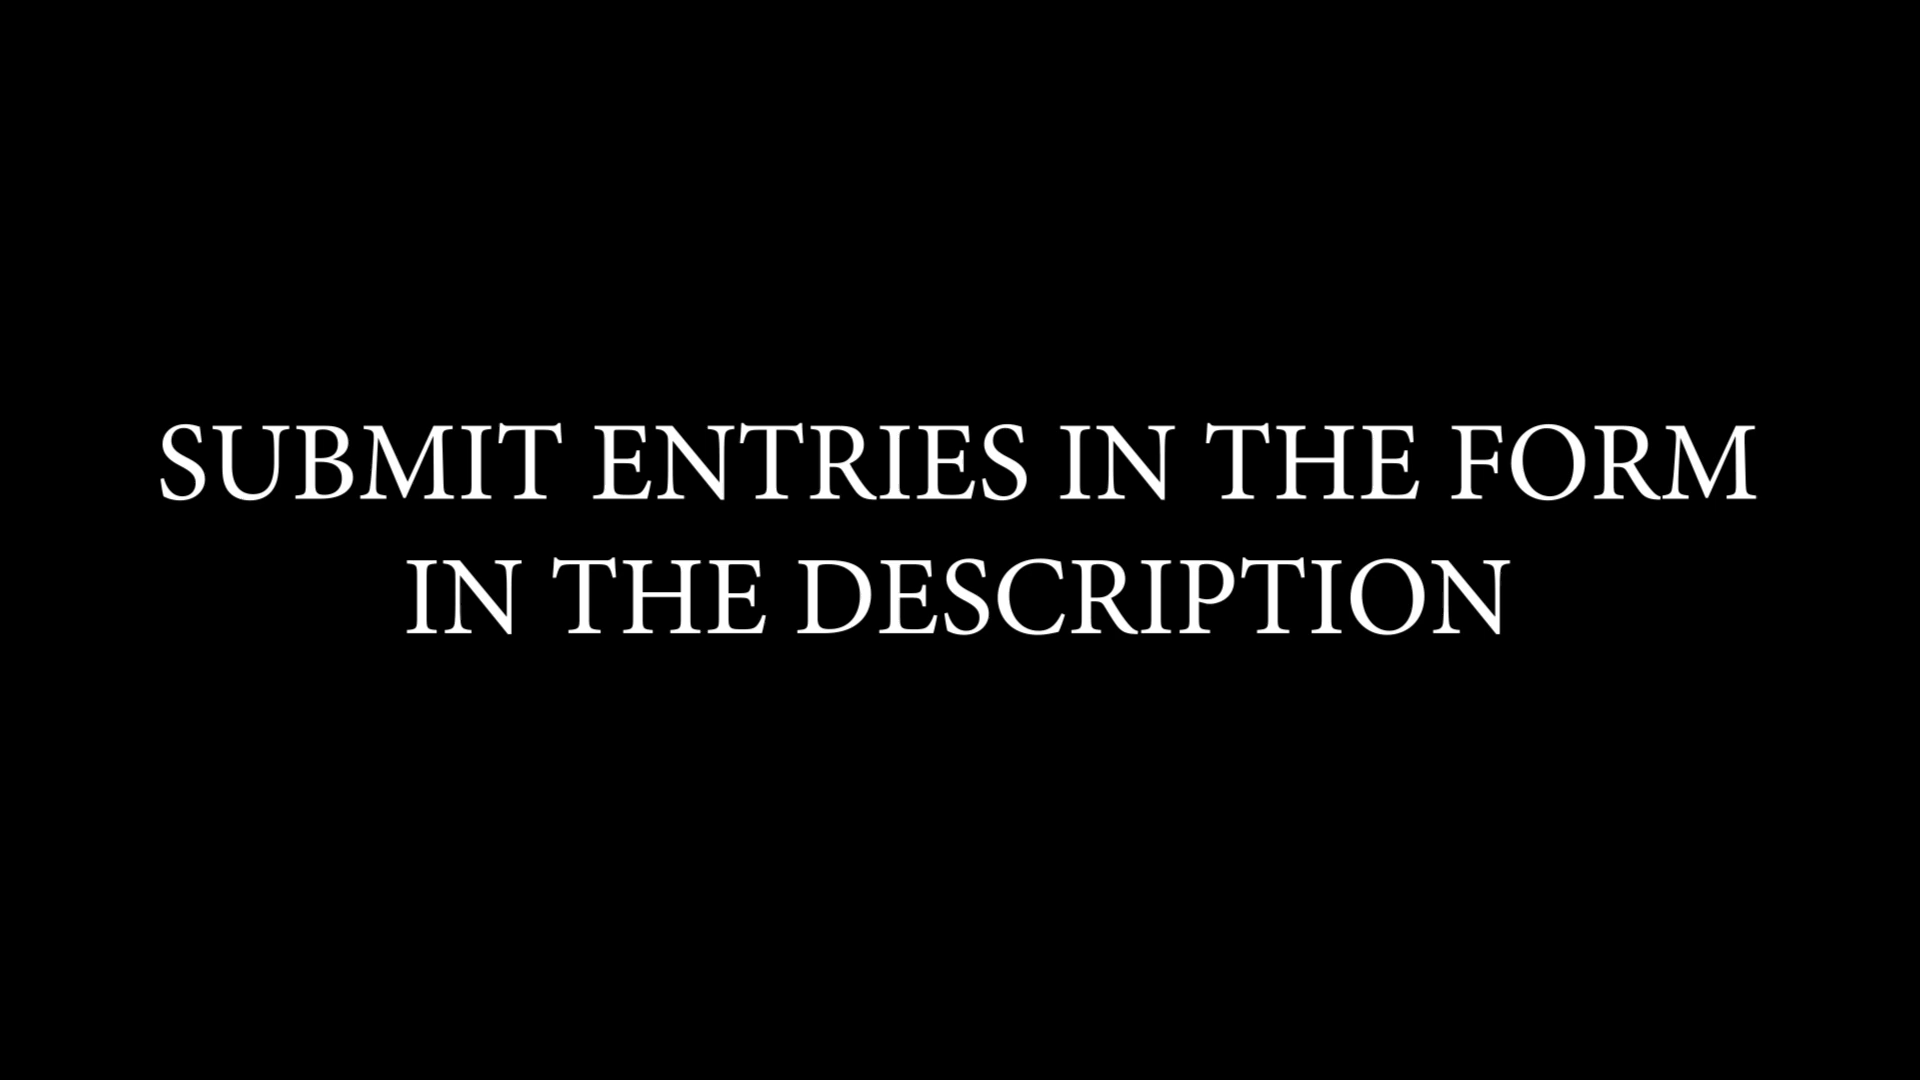 SUBMIT ENTRIES IN THE FORM
IN THE DESCRIPTION